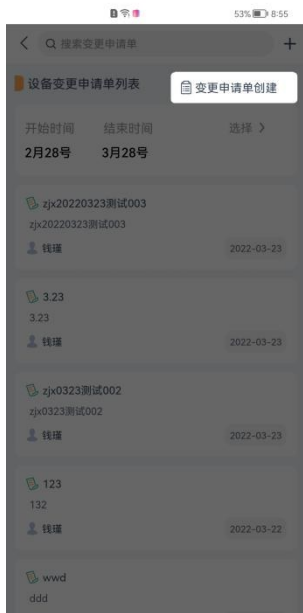 53% 8:55
搜索变更申请单
设备变更申请单列表
变更申请单创建
开始时间 结束时间 选择
2月28号 3月28号
zjx20220323测试003
zjx20220323测试003
钱瑾 2022-03-23
3.23
3.23
钱瑾 2022-03-23
zjx0323测试002
zjx0323测试002
钱瑾 2022-03-23
123
132
钱瑾 2022-03-22
wwd
ddd